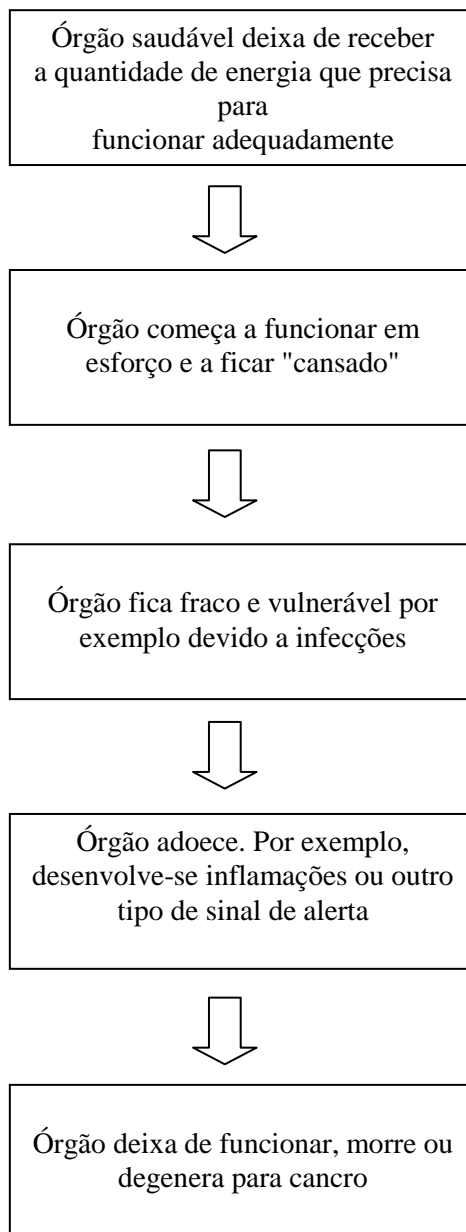 Órgão saudável deixa de receber
a quantidade de energia que precisa
para
funcionar adequadamente
Órgão começa a funcionar em
esforço e a ficar "cansado"
Órgão fica fraco e vulnerável por
exemplo devido a infecções
Órgão adoece. Por exemplo,
desenvolve-se inflamações ou outro
tipo de sinal de alerta
Órgão deixa de funcionar, morre ou
degenera para cancro